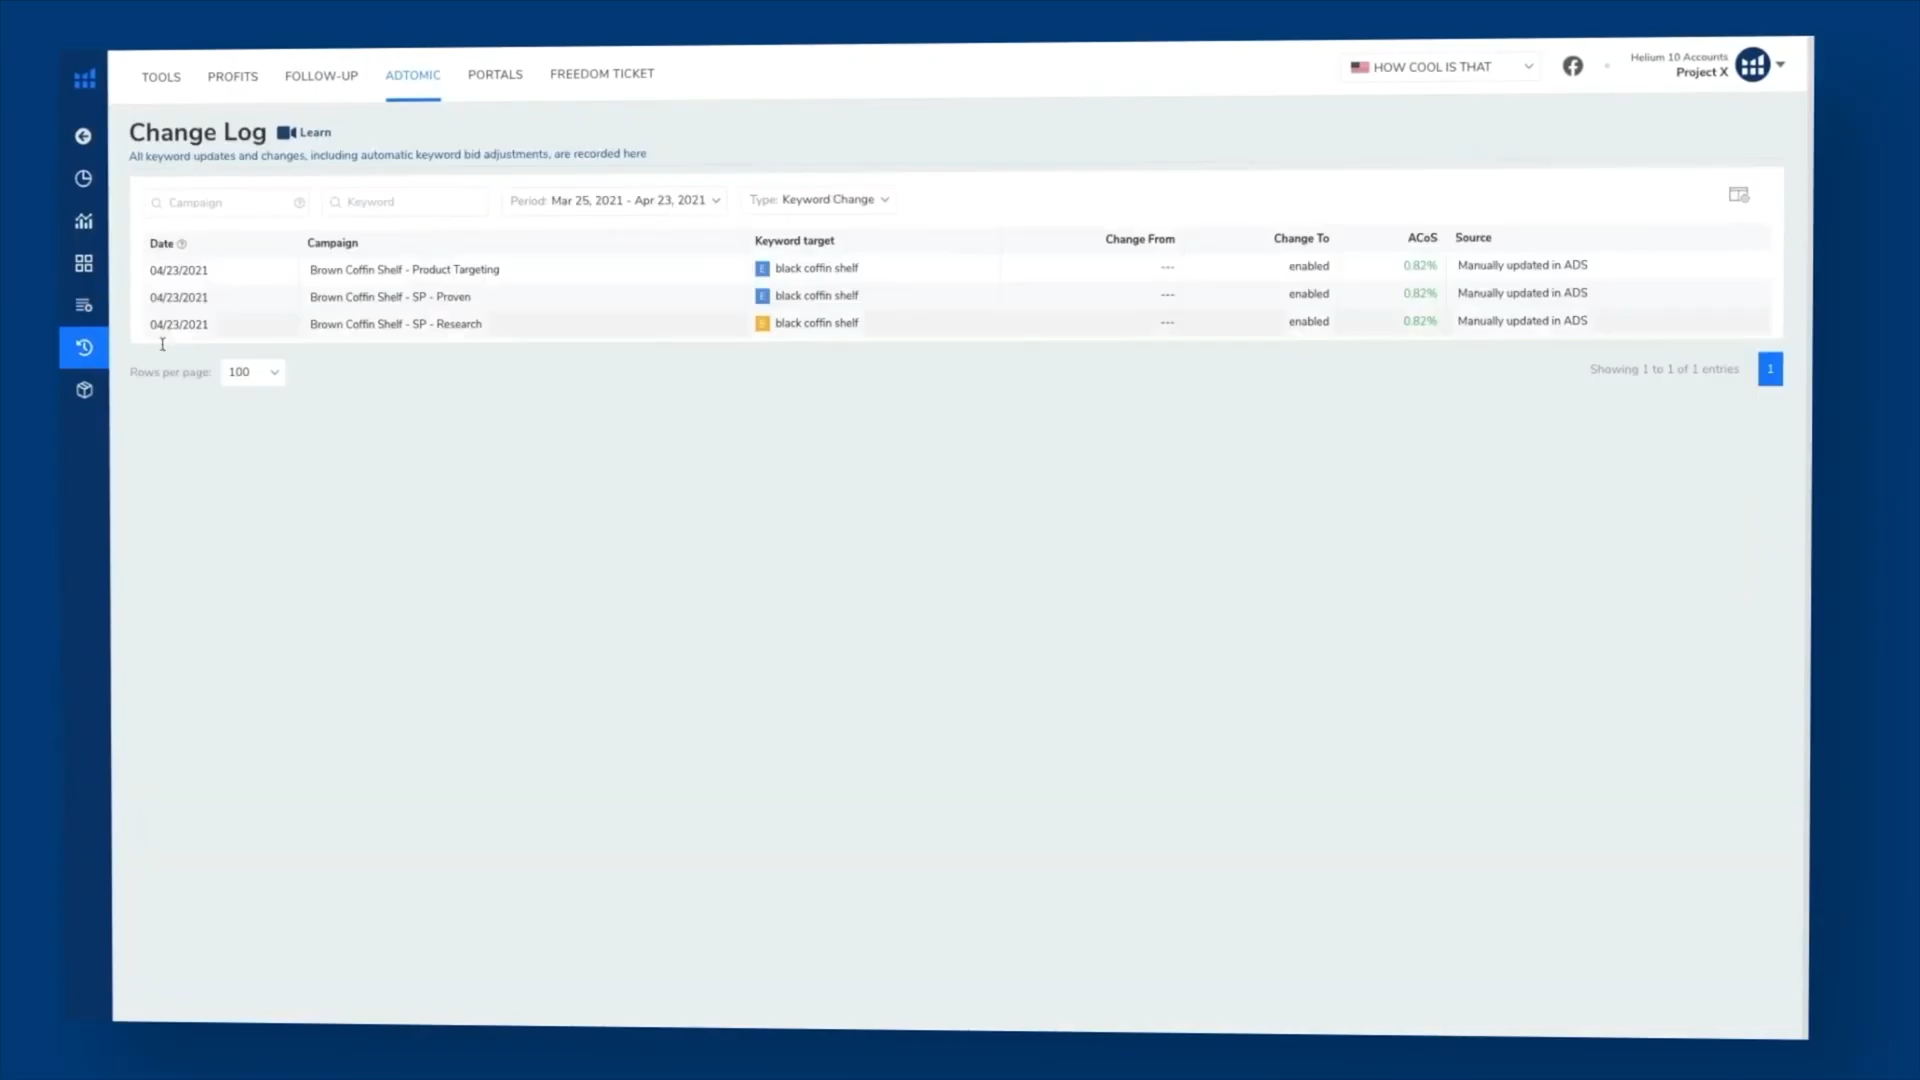 TOOLS PROFITS FOLLOW-UP ADTOMIC PORTALS FREEDOM TICKET HOW COOL IS THAT Helium 10 Accounts
Project X
Change Log Learn
All keyword updates and changes, including automatic keyword bid adjustments, are recorded here
Campaign Keyword Period: Mar 25, 2021 - Apr 23, 2021 Type: Keyword Change
Date Campaign Keyword target Change From Change To ACoS Source
04/23/2021 Brown Coffin Shelf - Product Targeting E black coffin shelf --- enabled 0.82% Manually updated in ADS
04/23/2021 Brown Coffin Shelf - SP - Proven E black coffin shelf --- enabled 0.82% Manually updated in ADS
04/23/2021 Brown Coffin Shelf - SP - Research black coffin shelf --- enabled 0.82% Manually updated in ADS
Rows per page: 100 Showing 1 to 1 of 1 entries 1